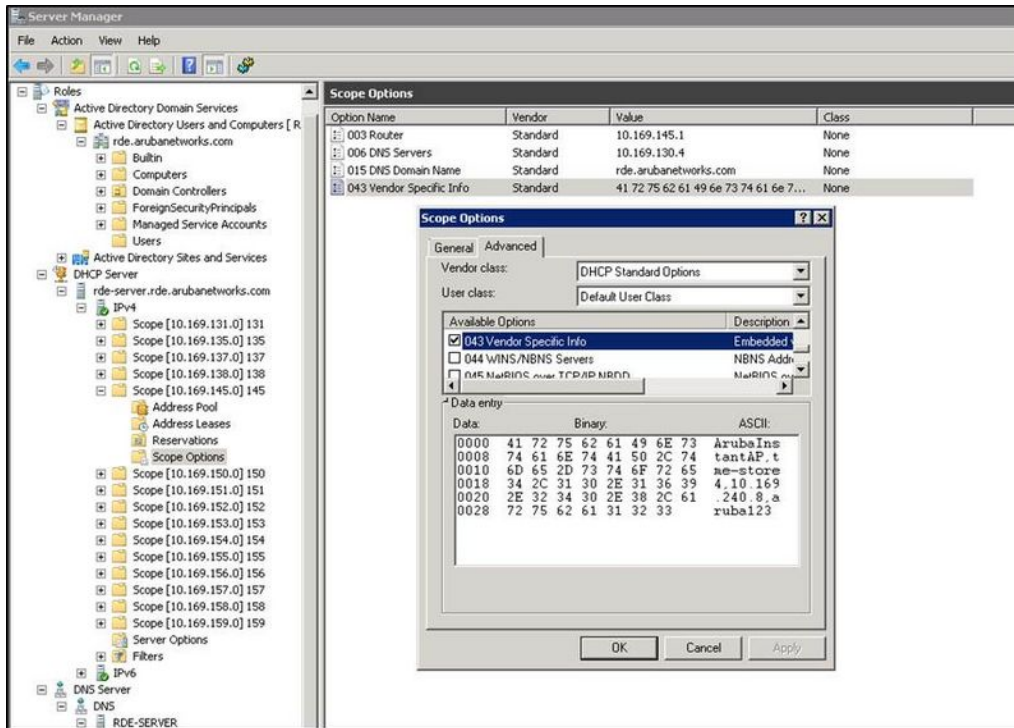 Server Manager
File Action View Help
Roles
Active Directory Domain Services
Active Directory Users and Computers [ R
rde.arubanetworks.com
Builtin
Computers
Domain Controllers
ForeignSecurityPrincipals
Managed Service Accounts
Users
Active Directory Sites and Services
DHCP Server
rde-server.rde.arubanetworks.com
IPv4
Scope [10.169.131.0] 131
Scope [10.169.135.0] 135
Scope [10.169.137.0] 137
Scope [10.169.138.0] 138
Scope [10.169.145.0] 145
Address Pool
Address Leases
Reservations
Scope Options
Scope [10.169.150.0] 150
Scope [10.169.151.0] 151
Scope [10.169.152.0] 152
Scope [10.169.153.0] 153
Scope [10.169.154.0] 154
Scope [10.169.155.0] 155
Scope [10.169.156.0] 156
Scope [10.169.157.0] 157
Scope [10.169.158.0] 158
Scope [10.169.159.0] 159
Server Options
Filters
IPv6
DNS Server
DNS
RDE-SERVER
Scope Options
Option Name Vendor Value Class
003 Router Standard 10.169.145.1 None
006 DNS Servers Standard 10.169.130.4 None
015 DNS Domain Name Standard rde.arubanetworks.com None
043 Vendor Specific Info Standard 41 72 75 62 61 49 6e 73 74 61 6e 7... None
Scope Options
General Advanced
Vendor class: DHCP Standard Options
User class: Default User Class
Available Options Description
043 Vendor Specific Info Embedded
044 WINS/NBNS Servers NBNS Addr
045 NetBIOS over TCP/IP NBDD NetBIOS ov
Data entry
Data: Binary: ASCII:
0000 41 72 75 62 61 49 6E 73 ArubaIns
0008 74 61 6E 74 41 50 2C 74 tantAP,t
0010 6D 65 2D 73 74 6F 72 65 me-store
0018 34 2C 31 30 2E 31 36 39 4,10.169
0020 2E 32 34 30 2E 38 2C 61 .240.8,a
0028 72 75 62 61 31 32 33 ruba123
OK Cancel Apply